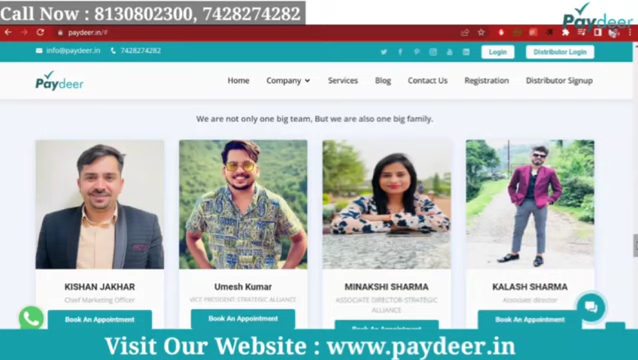 Call Now : 8130802300, 7428274282
Paydeer
paydeer.in/#
info@paydeer.in 7428274282
Login
Distributor Login
Paydeer
Home Company Services Blog Contact Us Registration Distributor Signup
We are not only one big team, But we are also one big family.
KISHAN JAKHAR
Chief Marketing Officer
Book An Appointment
Umesh Kumar
VICE PRESIDENT: STRATEGIC ALLIANCE
Book An Appointment
MINAKSHI SHARMA
ASSOCIATE DIRECTOR-STRATEGIC
ALLIANCE
Book An Appointment
KALASH SHARMA
Associate director
Book An Appointment
Visit Our Website : www.paydeer.in